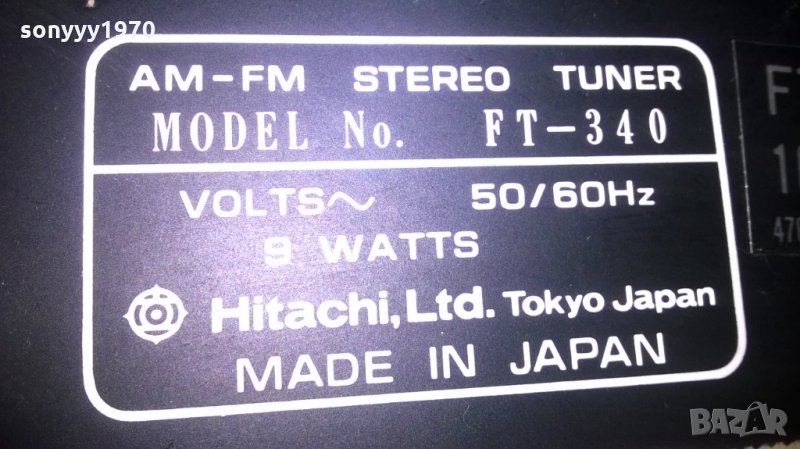 sonyyy1970
AM-FM STEREO TUNER
MODEL No. FT-340
VOLTS~ 50/60Hz
9 WATTS
Hitachi, Ltd. Tokyo Japan
MADE IN JAPAN
BAZAR